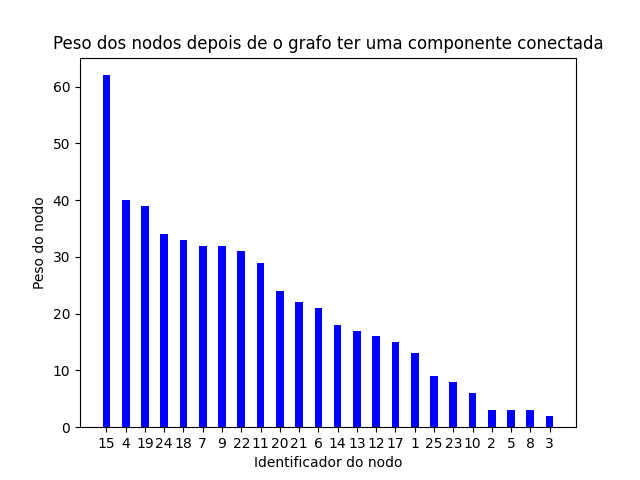 Peso dos nodos depois de o grafo ter uma componente conectada
Peso do nodo
60
50
40
30
20
10
0
15 4 19 24 18 7 9 22 11 20 21 6 14 13 12 17 1 25 23 10 2 5 8 3
Identificador do nodo